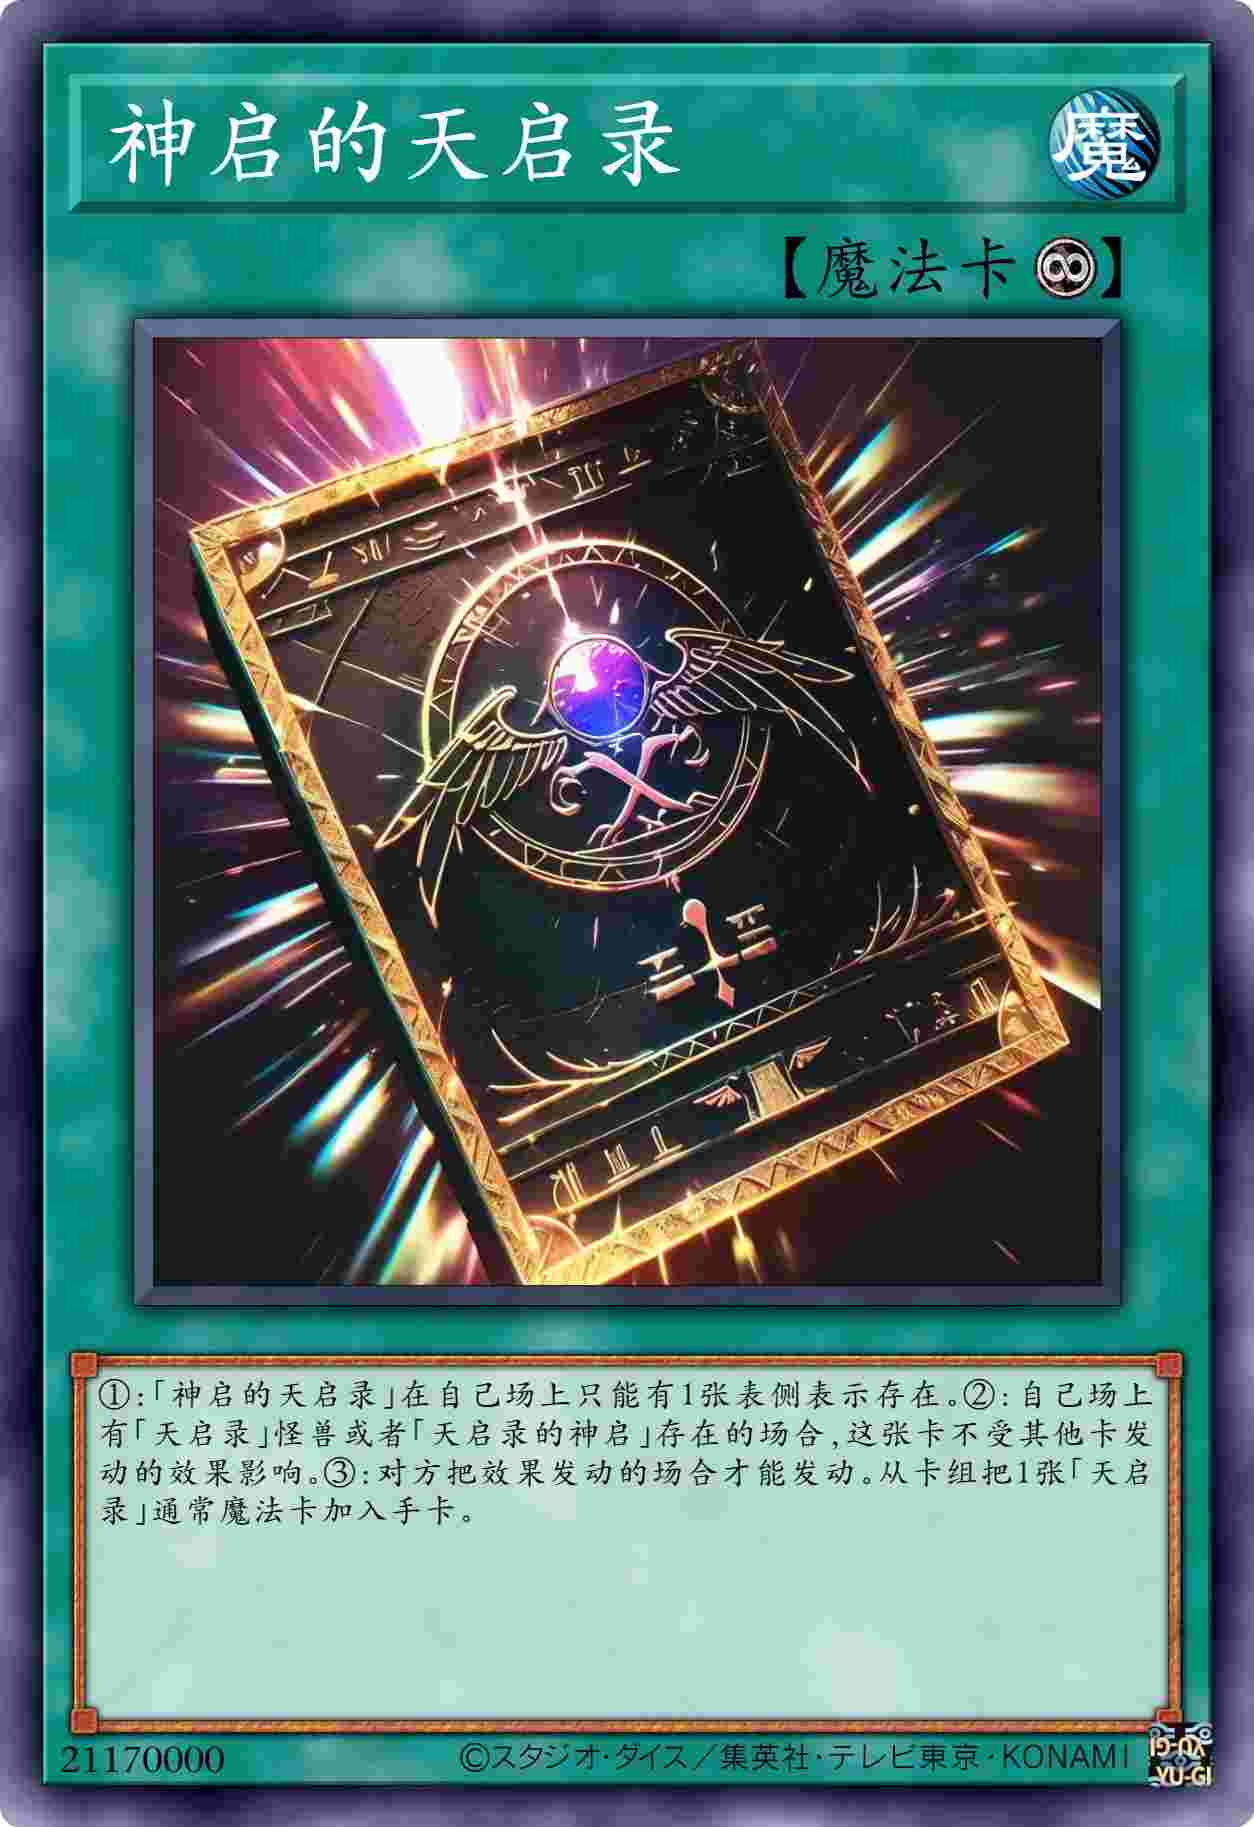 神启的天启录
魔
【魔法卡♾】
①:「神启的天启录」在自己场上只能有1张表侧表示存在。②:自己场上
有「天启录」怪兽或者「天启录的神启」存在的场合,这张卡不受其他卡发
动的效果影响。③:对方把效果发动的场合才能发动。从卡组把1张「天启
录」通常魔法卡加入手卡。
21170000
©スタジオ·ダイス／集英社·テレビ東京·KONAMI
YU-GI
YU-GI